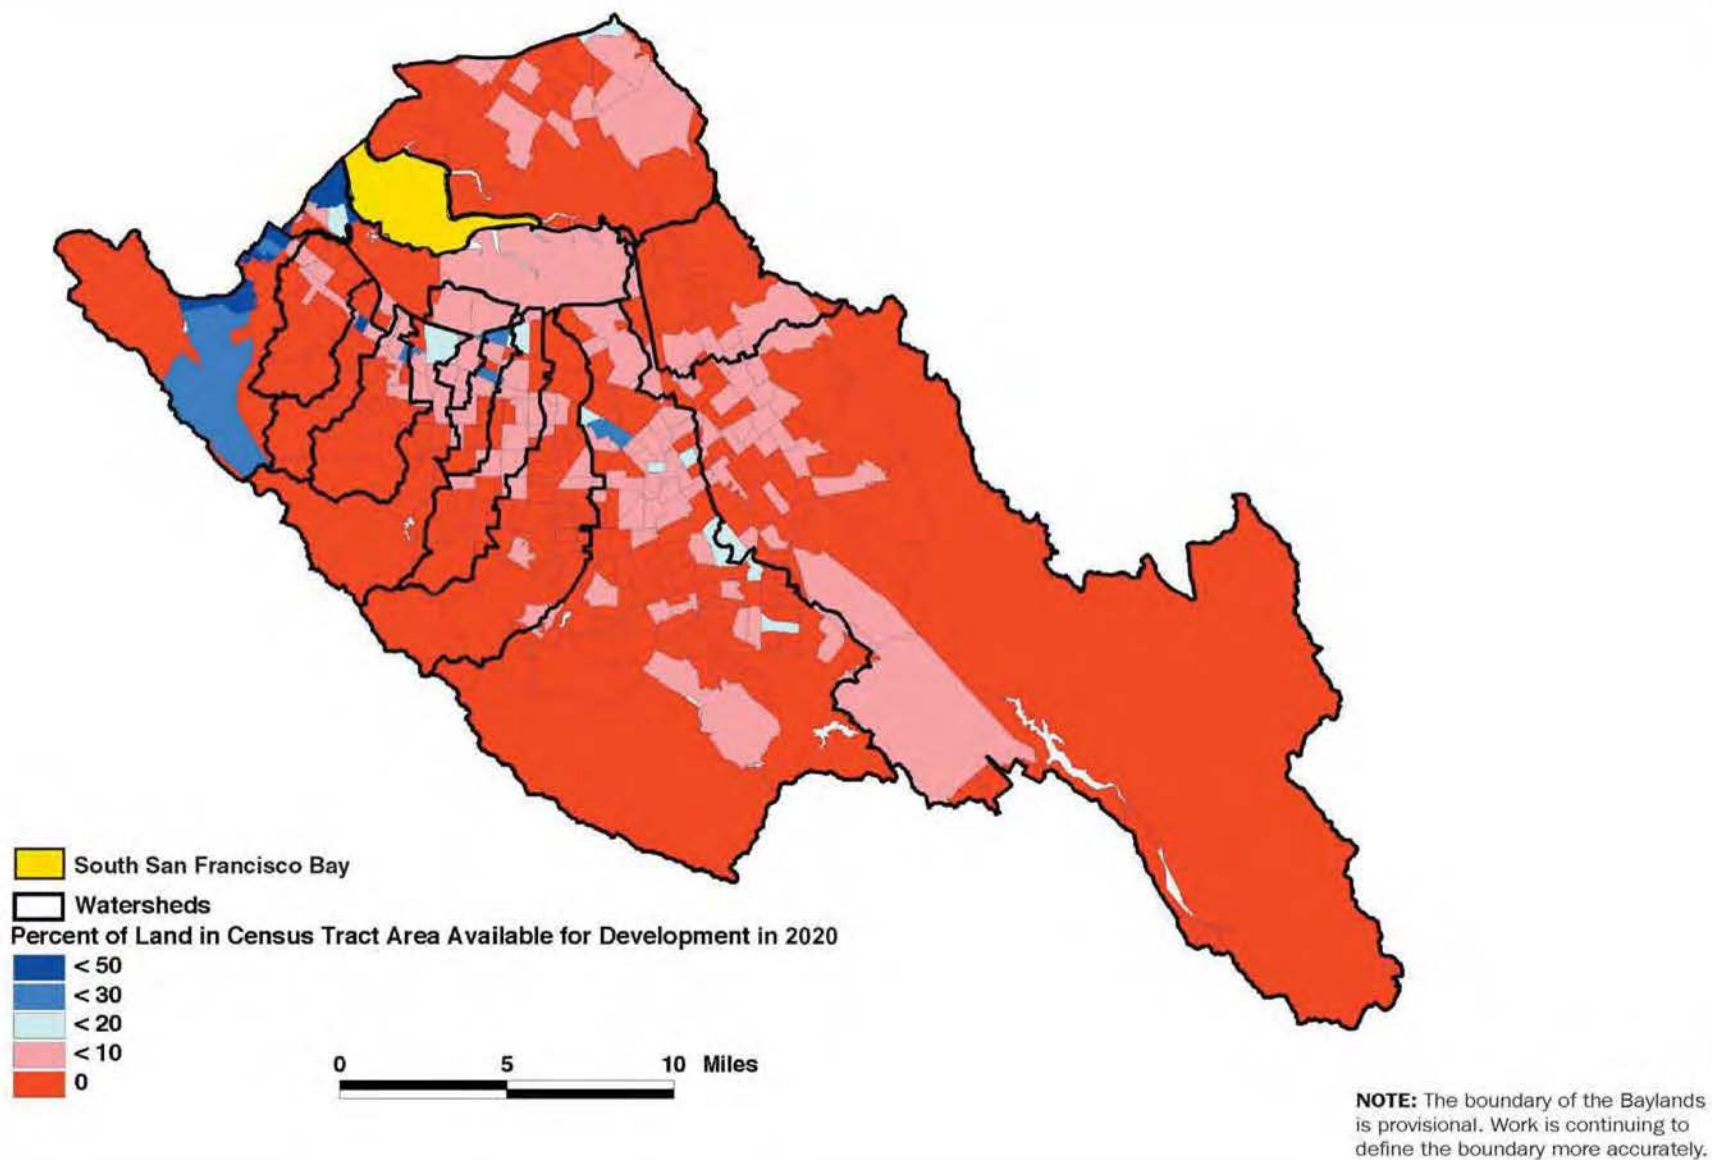 South San Francisco Bay
Watersheds
Percent of Land in Census Tract Area Available for Development in 2020
< 50
< 30
< 20
< 10
0
0 5 10 Miles
NOTE: The boundary of the Baylands
is provisional. Work is continuing to
define the boundary more accurately.